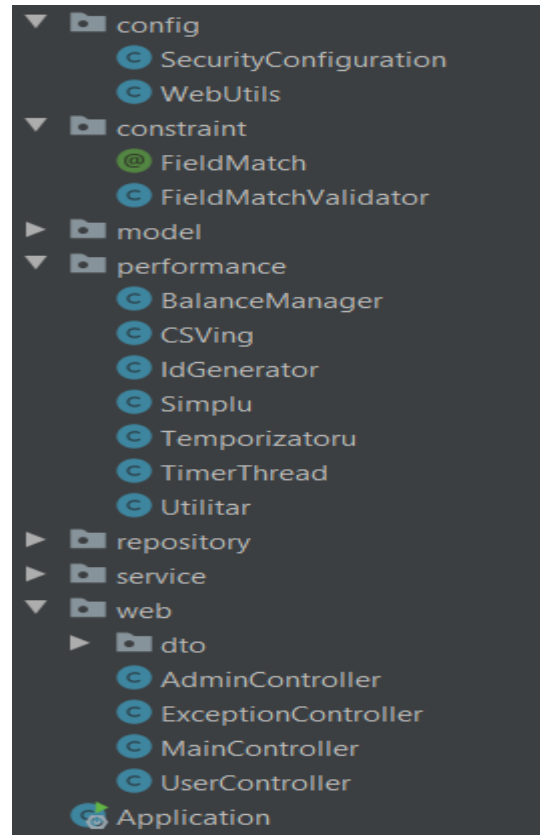 config
SecurityConfiguration
WebUtils
constraint
FieldMatch
FieldMatchValidator
model
performance
BalanceManager
CSVing
IdGenerator
Simplu
Temporizatoru
TimerThread
Utilitar
repository
service
web
dto
AdminController
ExceptionController
MainController
UserController
Application